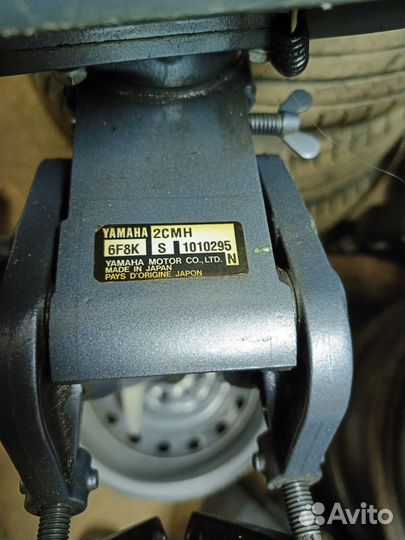 YAMAHA 2CMH
6F8K S 1010295
YAMAHA MOTOR CO., LTD.
MADE IN JAPAN N
PAYS D'ORIGINE JAPON
Avito